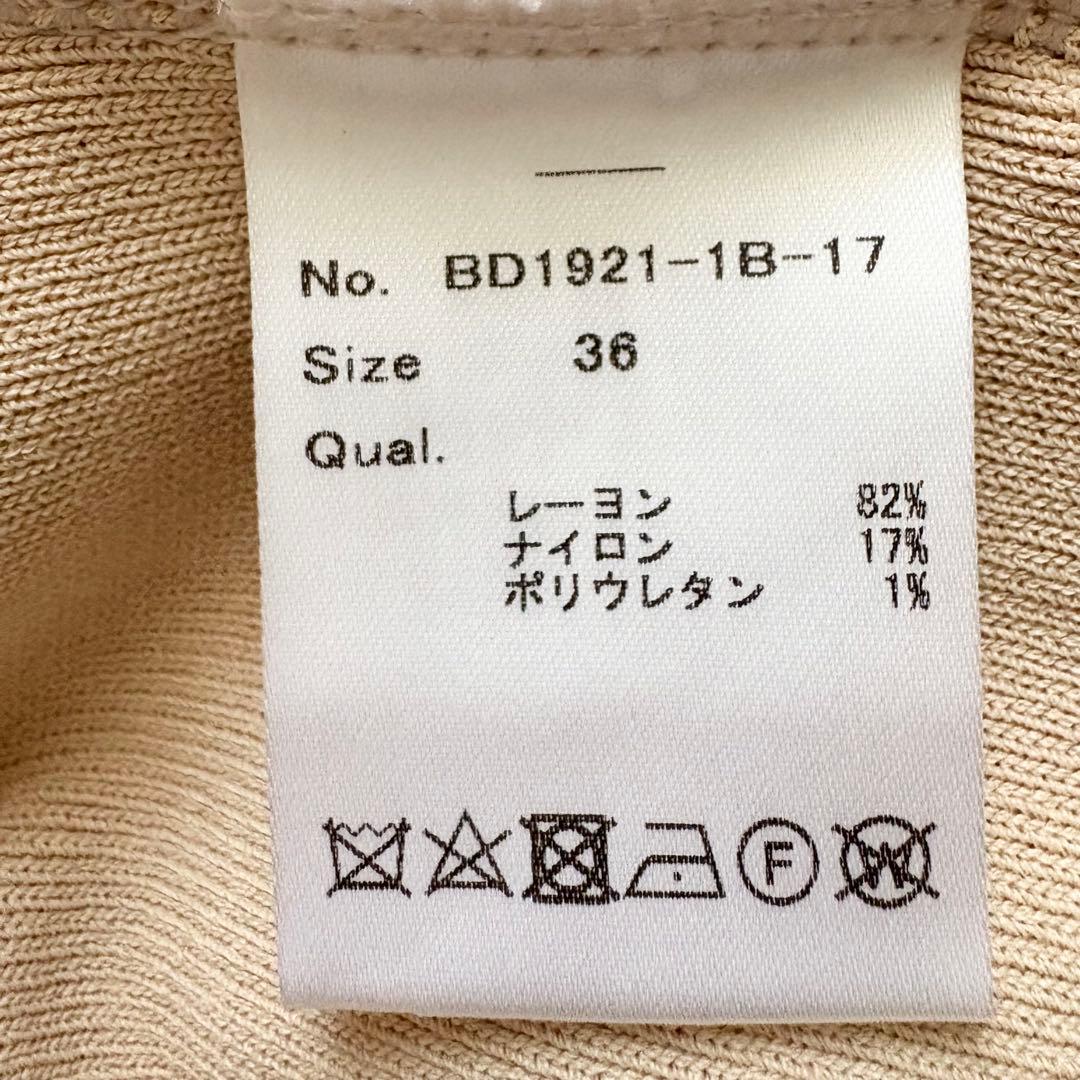 No. BD1921-1B-17
Size 36
Qual.
レーヨン 82%
ナイロン 17%
ポリウレタン 1%
F W